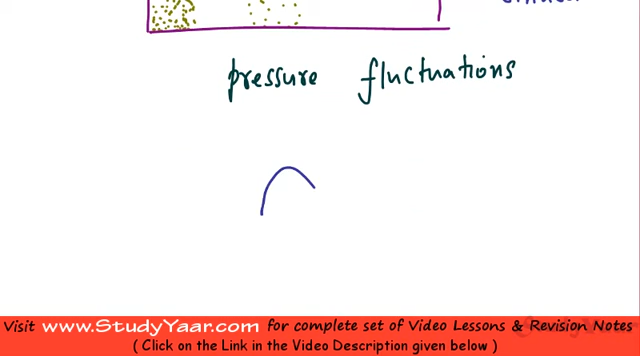 pressure fluctuations
Visit www.StudyYaar.com for complete set of Video Lessons & Revision Notes
( Click on the Link in the Video Description given below )